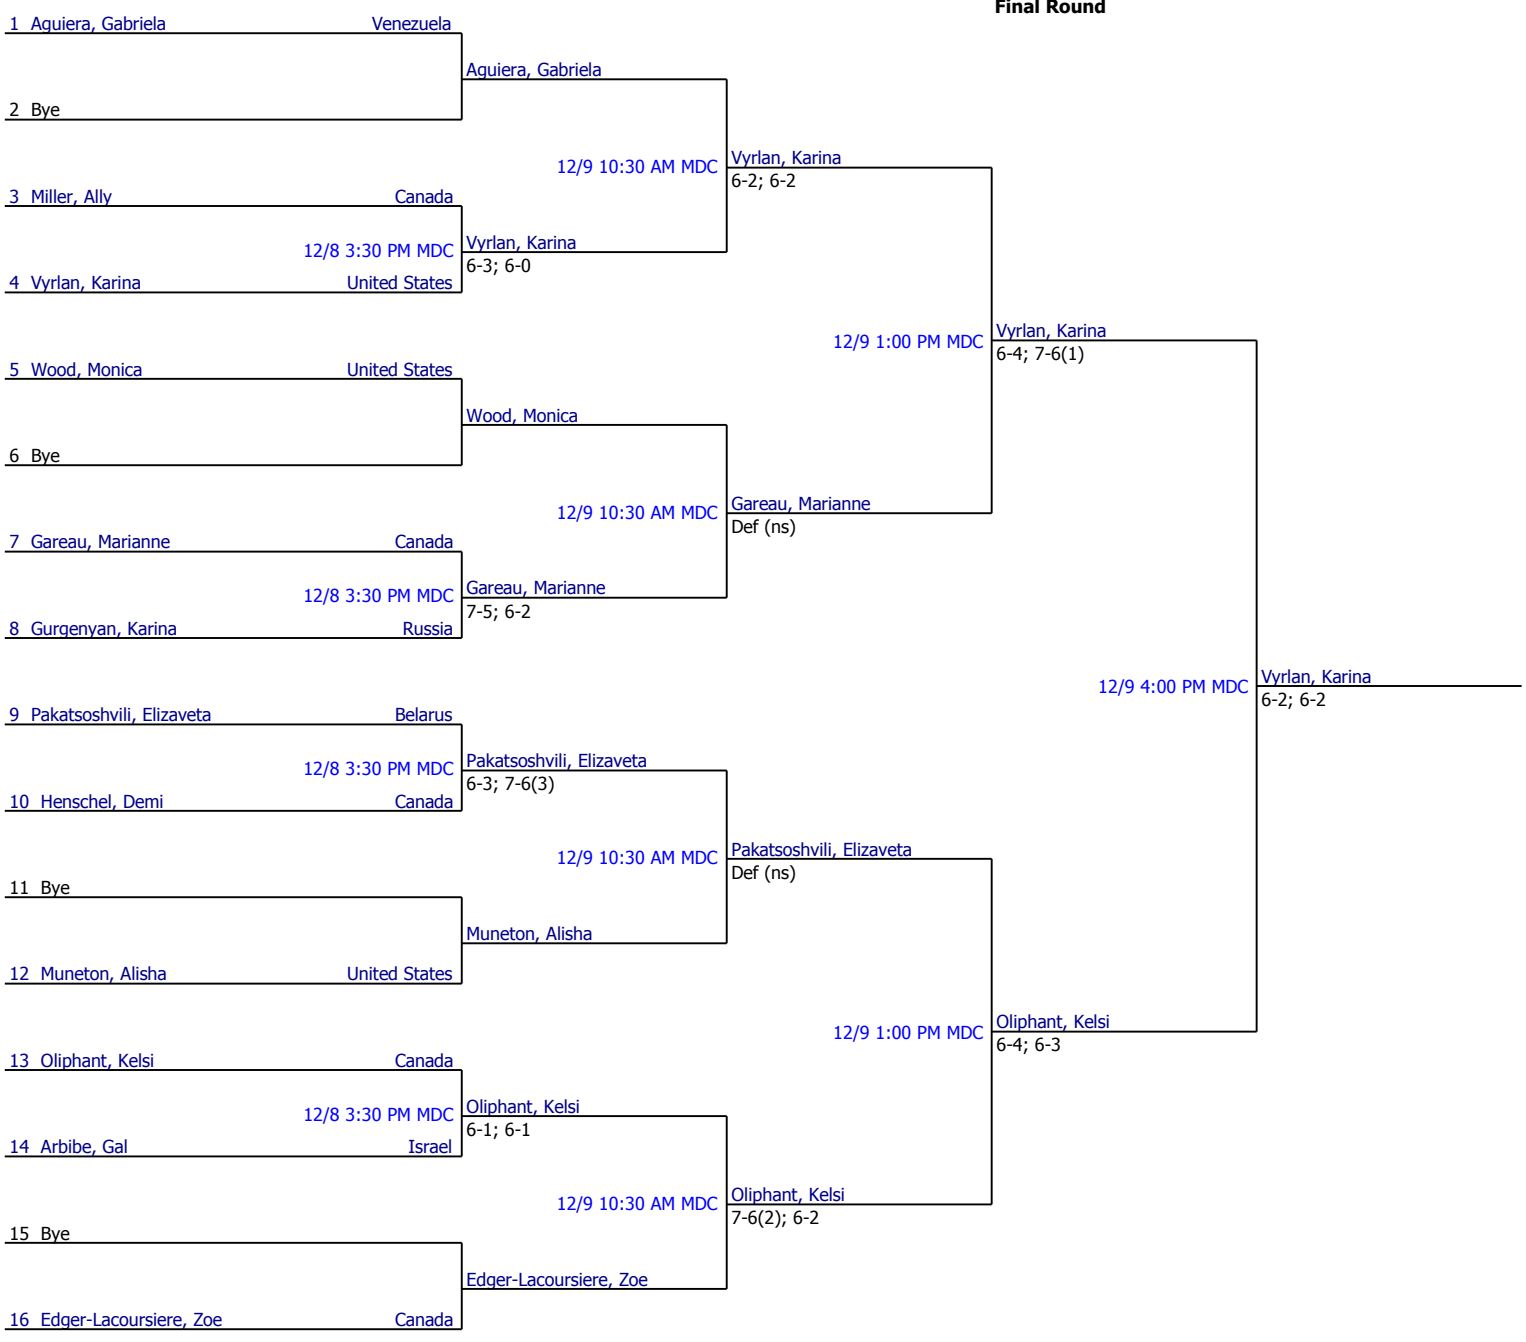 Final Round
1 Aguiera, Gabriela Venezuela
Aguiera, Gabriela
2 Bye
12/9 10:30 AM MDC Vyrlan, Karina
6-2; 6-2
3 Miller, Ally Canada
12/8 3:30 PM MDC Vyrlan, Karina
6-3; 6-0
4 Vyrlan, Karina United States
12/9 1:00 PM MDC Vyrlan, Karina
6-4; 7-6(1)
5 Wood, Monica United States
Wood, Monica
6 Bye
12/9 10:30 AM MDC Gareau, Marianne
Def (ns)
7 Gareau, Marianne Canada
12/8 3:30 PM MDC Gareau, Marianne
7-5; 6-2
8 Gurgenyan, Karina Russia
12/9 4:00 PM MDC Vyrlan, Karina
6-2; 6-2
9 Pakatsoshvili, Elizaveta Belarus
12/8 3:30 PM MDC Pakatsoshvili, Elizaveta
6-3; 7-6(3)
10 Henschel, Demi Canada
12/9 10:30 AM MDC Pakatsoshvili, Elizaveta
Def (ns)
11 Bye
Muneton, Alisha
12 Muneton, Alisha United States
12/9 1:00 PM MDC Oliphant, Kelsi
6-4; 6-3
13 Oliphant, Kelsi Canada
12/8 3:30 PM MDC Oliphant, Kelsi
6-1; 6-1
14 Arbibe, Gal Israel
12/9 10:30 AM MDC Oliphant, Kelsi
7-6(2); 6-2
15 Bye
Edger-Lacoursiere, Zoe
16 Edger-Lacoursiere, Zoe Canada